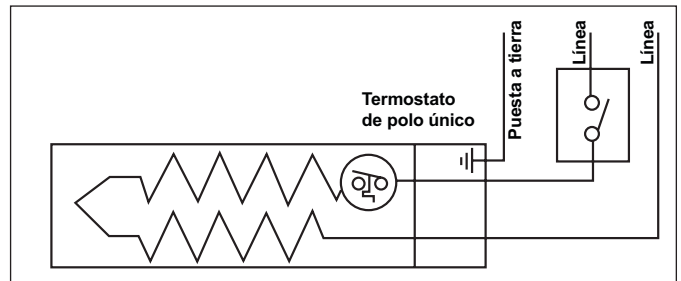 Termostato
de polo único
Puesta a tierra
Línea
Línea